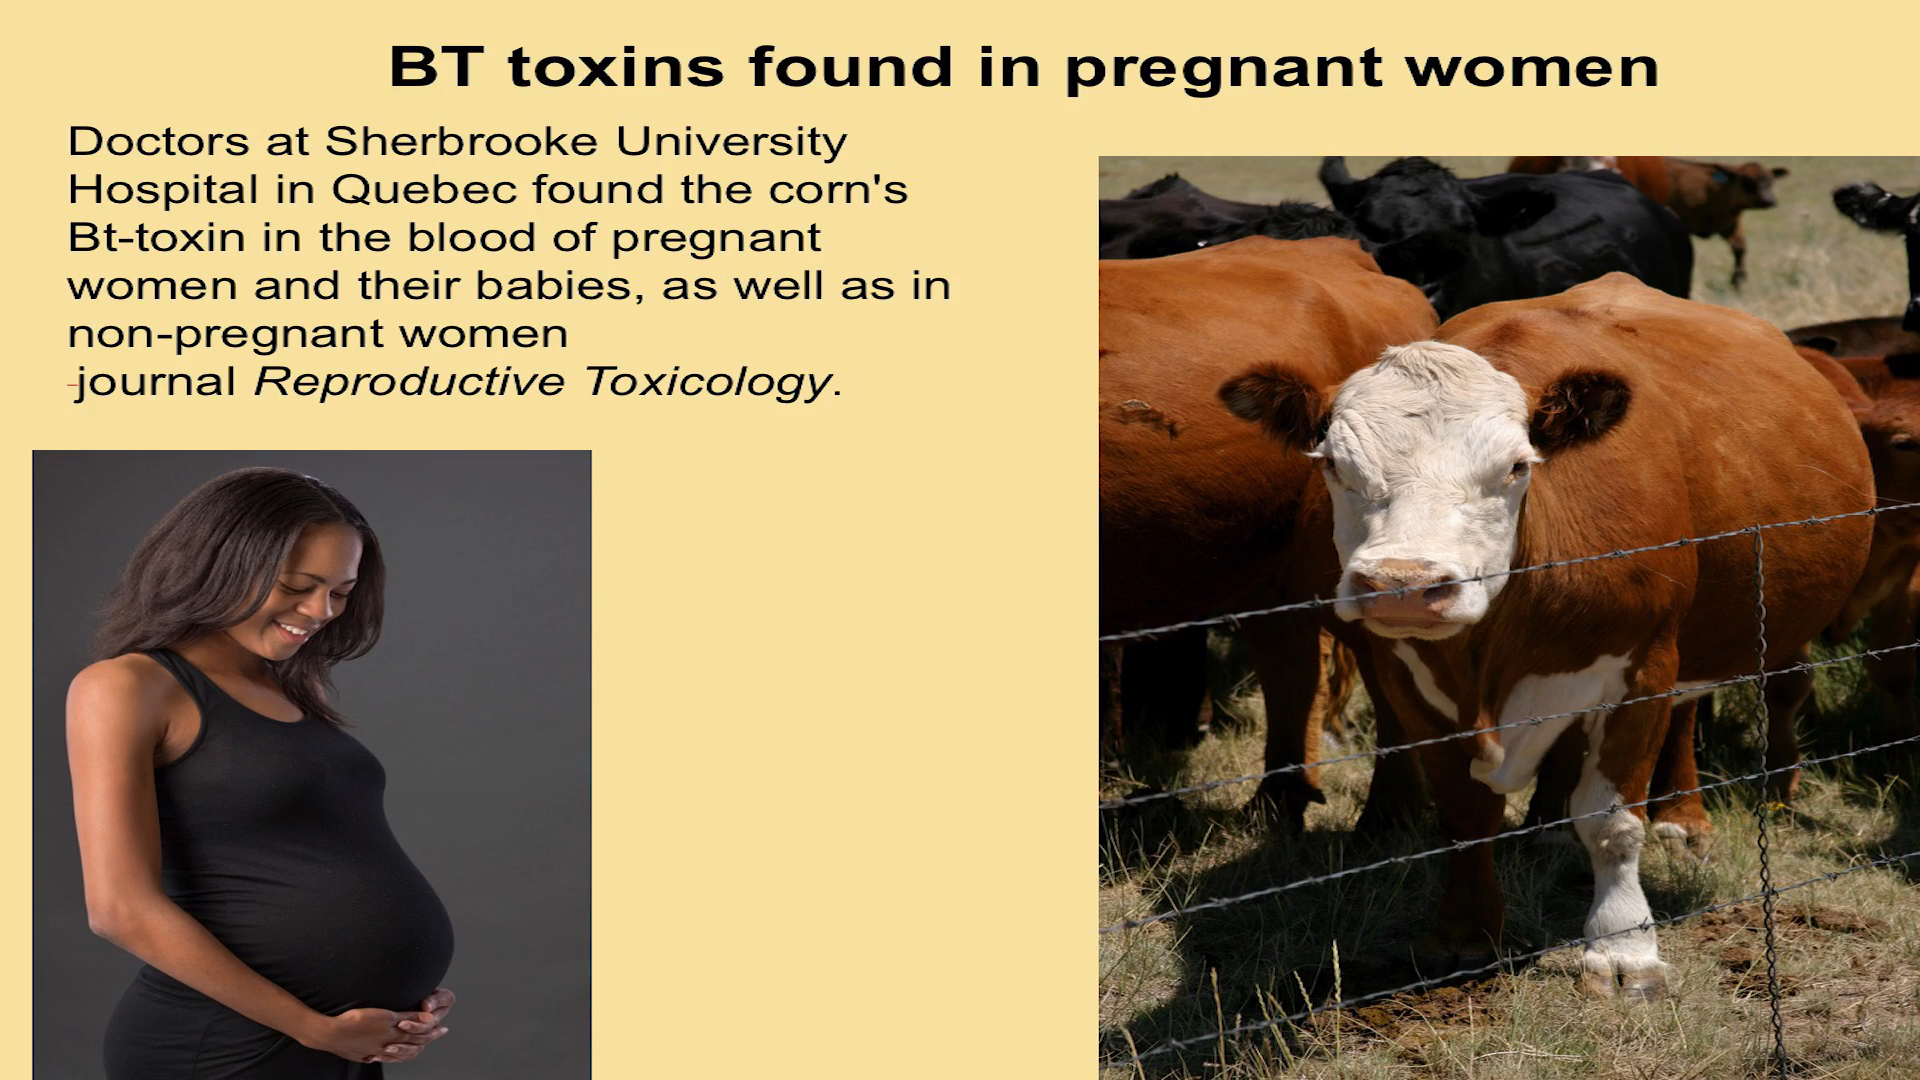 BT toxins found in pregnant women
Doctors at Sherbrooke University
Hospital in Quebec found the corn's
Bt-toxin in the blood of pregnant
women and their babies, as well as in
non-pregnant women
-journal Reproductive Toxicology.